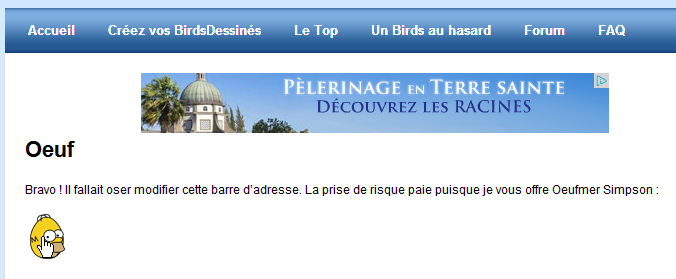 Accueil Créez vos BirdsDessinés Le Top Un Birds au hasard Forum FAQ
PÈLERINAGE EN TERRE SAINTE
DÉCOUVREZ LES RACINES
Oeuf
Bravo ! Il fallait oser modifier cette barre d'adresse. La prise de risque paie puisque je vous offre Oeufmer Simpson :